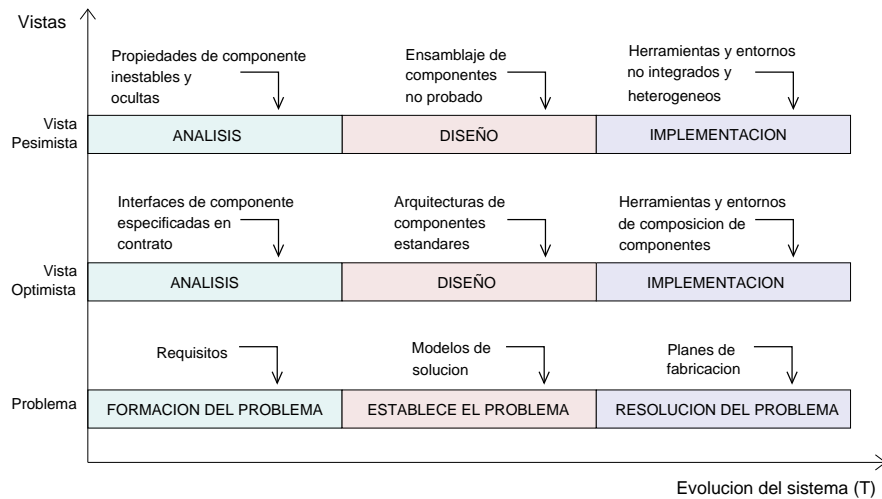 Vistas
Propiedades de componente
inestables y
ocultas
Ensamblaje de
componentes
no probado
Herramientas y entornos
no integrados y
heterogeneos
Vista
Pesimista
ANALISIS
DISEÑO
IMPLEMENTACION
Interfaces de componente
especificadas en
contrato
Arquitecturas de
componentes
estandares
Herramientas y entornos
de composicion de
componentes
Vista
Optimista
ANALISIS
DISEÑO
IMPLEMENTACION
Requisitos
Modelos de
solucion
Planes de
fabricacion
Problema
FORMACION DEL PROBLEMA
ESTABLECE EL PROBLEMA
RESOLUCION DEL PROBLEMA
Evolucion del sistema (T)